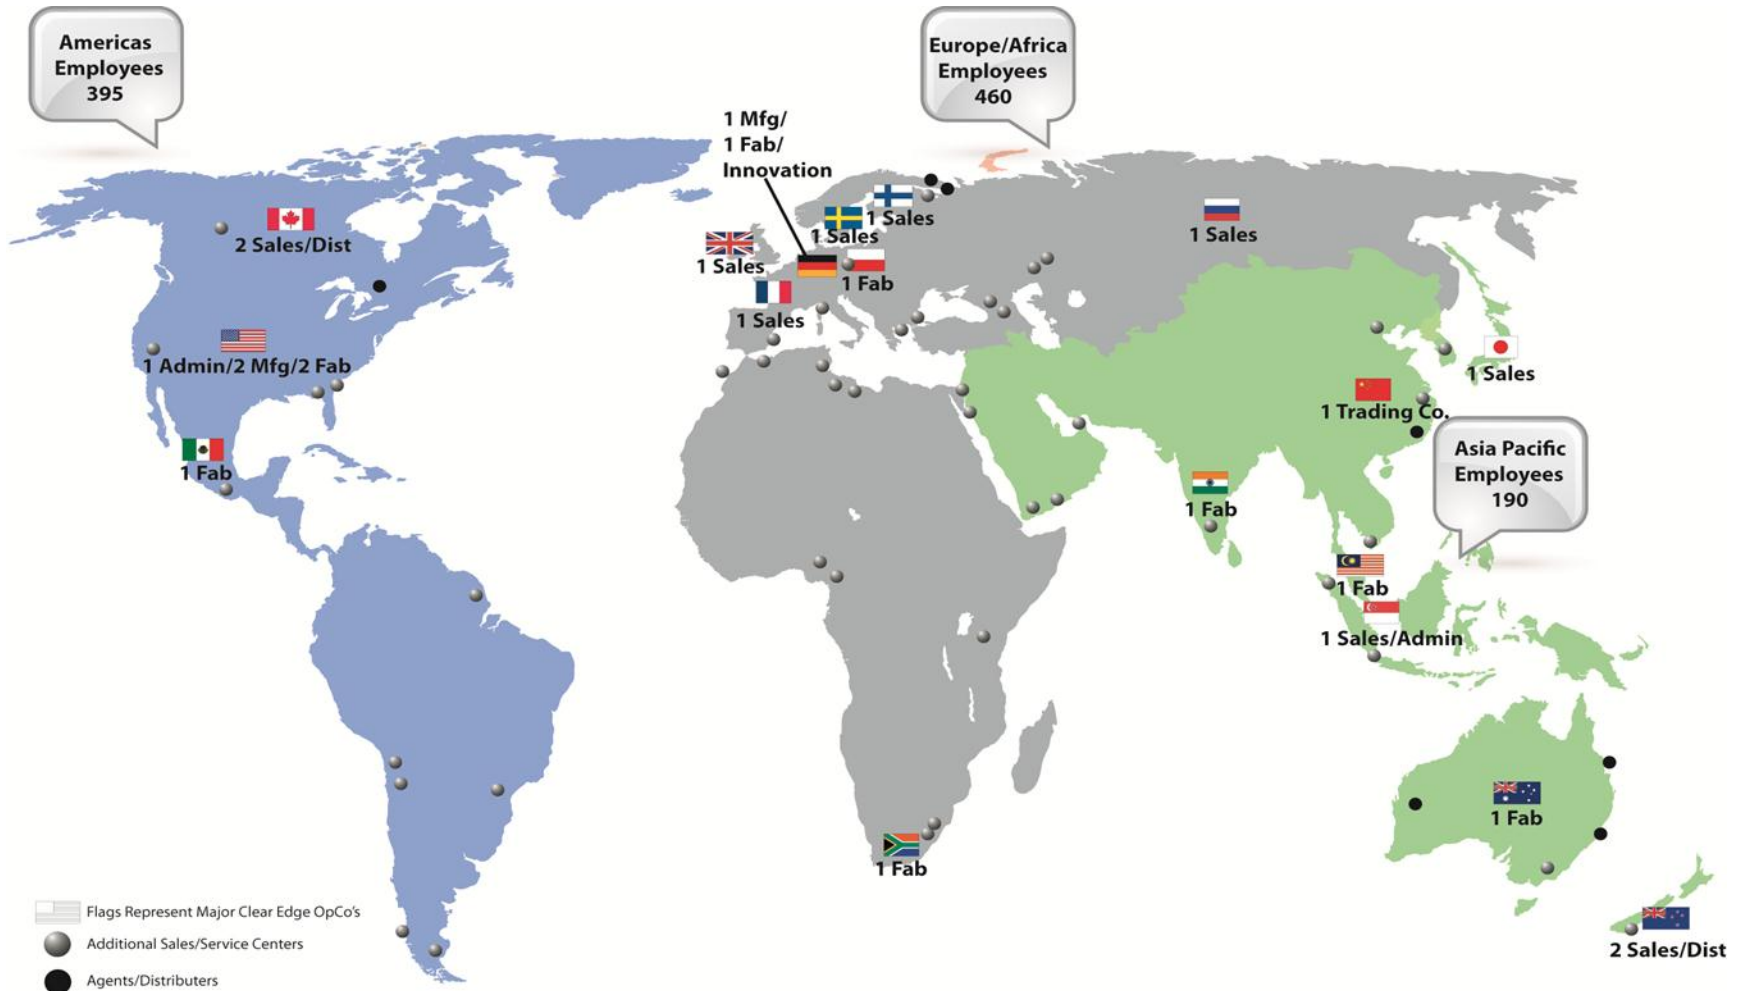 Americas
Employees
395
Europe/Africa
Employees
460
1 Mfg/
1 Fab/
Innovation
2 Sales/Dist
1 Sales
1 Sales
1 Sales
1 Sales
1 Fab
1 Sales
1 Admin/2 Mfg/2 Fab
1 Sales
1 Trading Co.
1 Fab
Asia Pacific
Employees
190
1 Fab
1 Fab
1 Sales/Admin
1 Fab
1 Fab
2 Sales/Dist
Flags Represent Major Clear Edge OpCo's
Additional Sales/Service Centers
Agents/Distributers